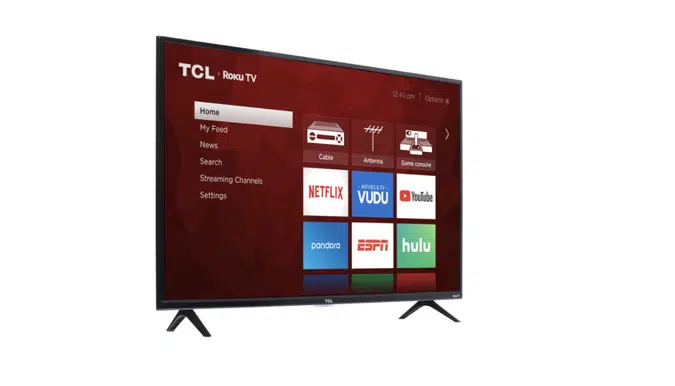 TCL • Roku TV
12:40 pm | Options
Home
My Feed
News
Search
Streaming Channels
Settings
Cable
Antenna
Game console
NETFLIX
MOVIES & TV
VUDU
YouTube
pandora
ESPN
hulu
TCL